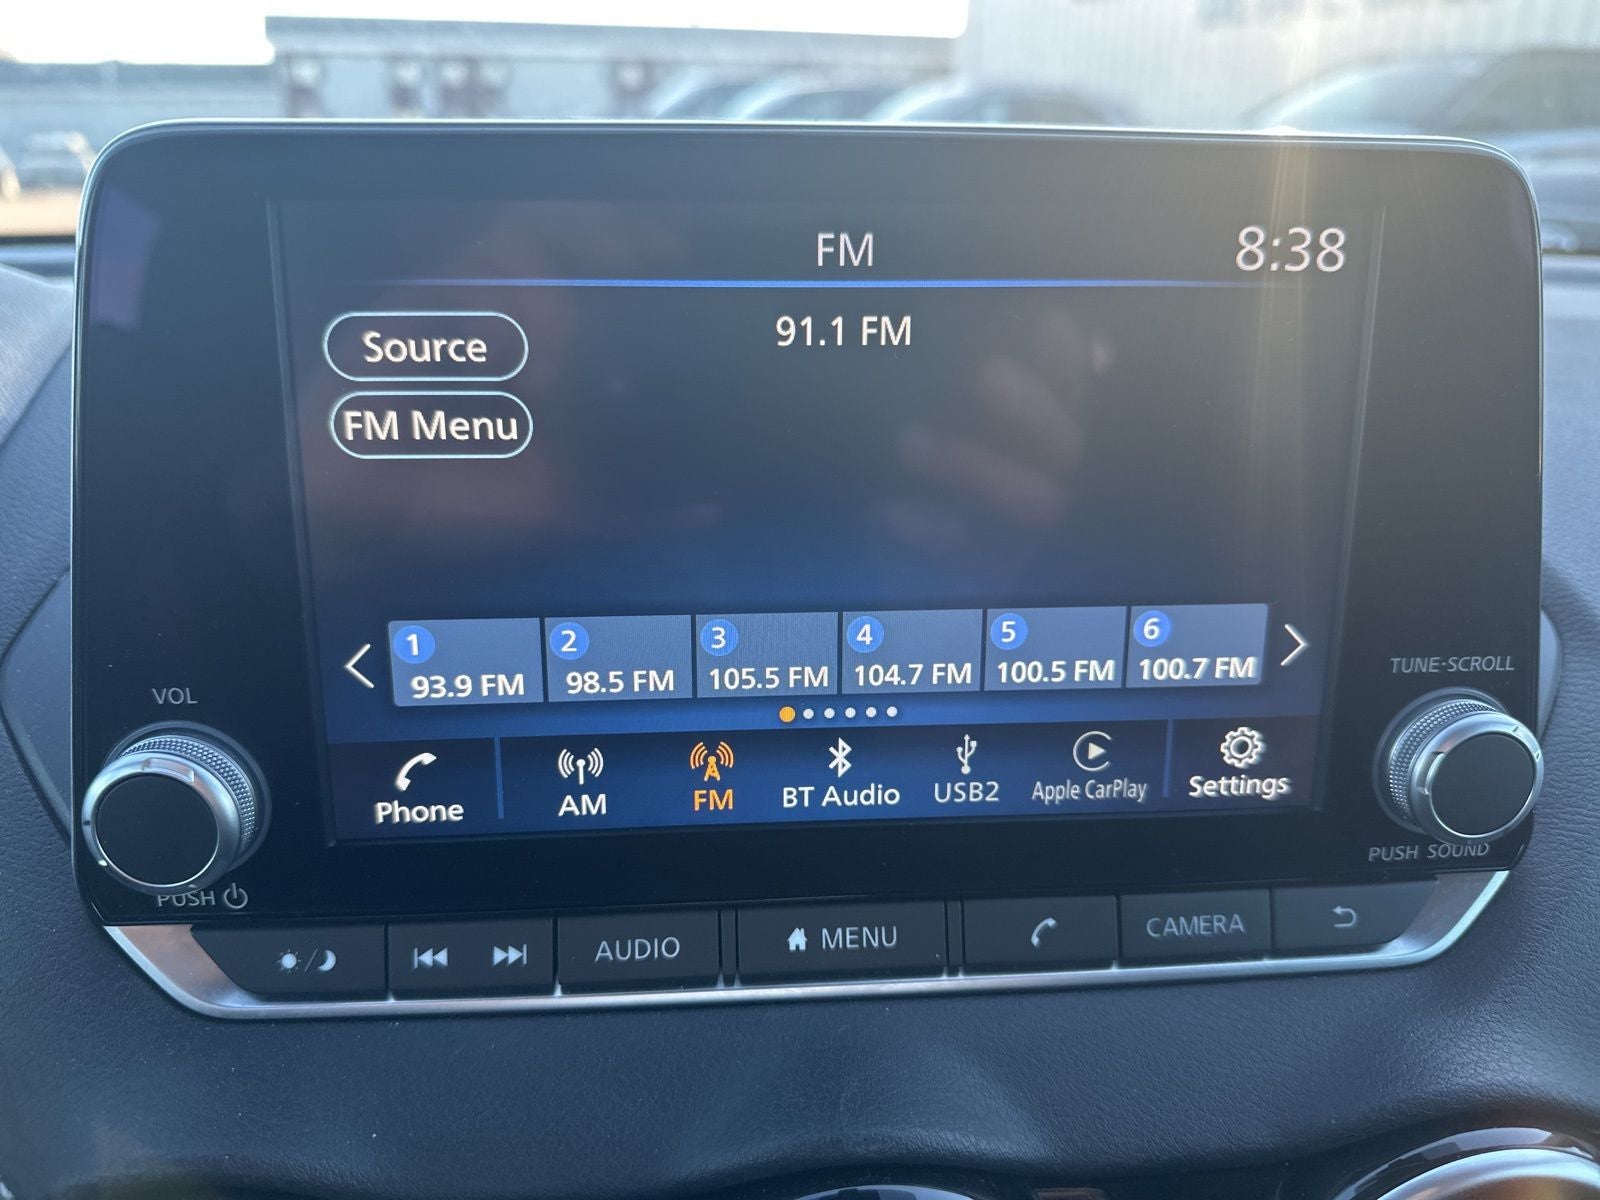 FM
8:38
Source
91.1 FM
FM Menu
1 2 3 4 5 6
93.9 FM 98.5 FM 105.5 FM 104.7 FM 100.5 FM 100.7 FM
VOL
TUNE·SCROLL
Phone AM FM BT Audio USB2 Apple CarPlay Settings
PUSH
PUSH SOUND
AUDIO MENU CAMERA